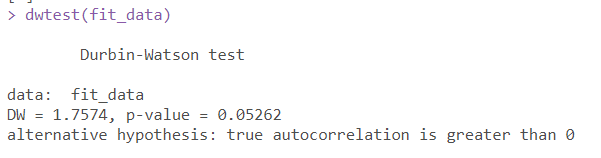 > dwtest(fit_data)
Durbin-Watson test
data:  fit_data
DW = 1.7574, p-value = 0.05262
alternative hypothesis: true autocorrelation is greater than 0